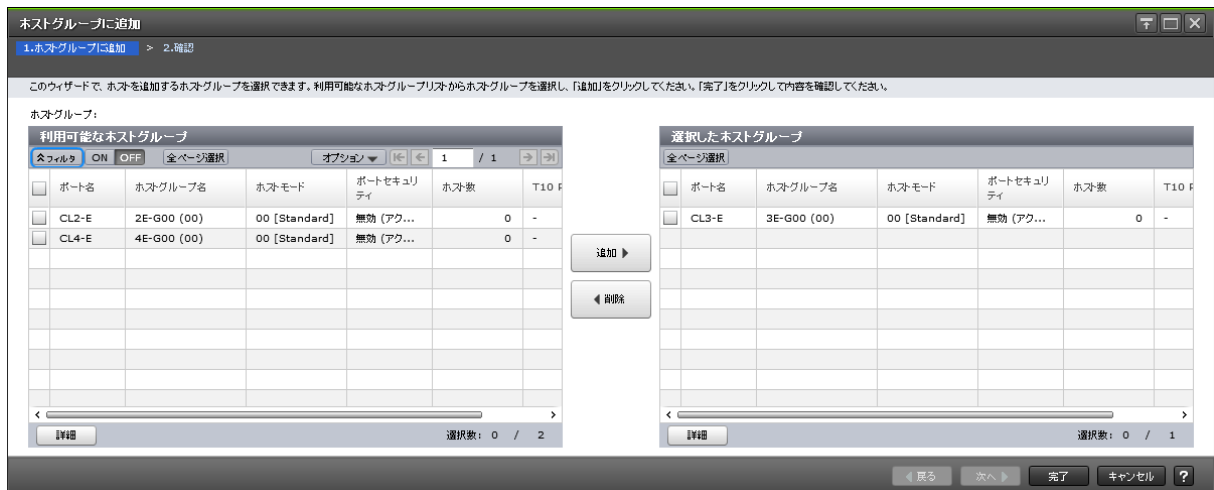 ホストグループに追加
1.ホストグループに追加 > 2.確認
このウィザードで、ホストを追加するホストグループを選択できます。利用可能なホストグループリストからホストグループを選択し、「追加」をクリックしてください。「完了」をクリックして内容を確認してください。
ホストグループ:
利用可能なホストグループ
フィルタ ON OFF 全ページ選択 オプション 1 / 1
ポート名 ホストグループ名 ホストモード ポートセキュリティ ホスト数 T10
CL2-E 2E-G00 (00) 00 [Standard] 無効 (アク... 0 -
CL4-E 4E-G00 (00) 00 [Standard] 無効 (アク... 0 -
詳細 選択数: 0 / 2
追加
削除
選択したホストグループ
全ページ選択
ポート名 ホストグループ名 ホストモード ポートセキュリティ ホスト数 T10
CL3-E 3E-G00 (00) 00 [Standard] 無効 (アク... 0 -
詳細 選択数: 0 / 1
戻る 次へ 完了 キャンセル ?